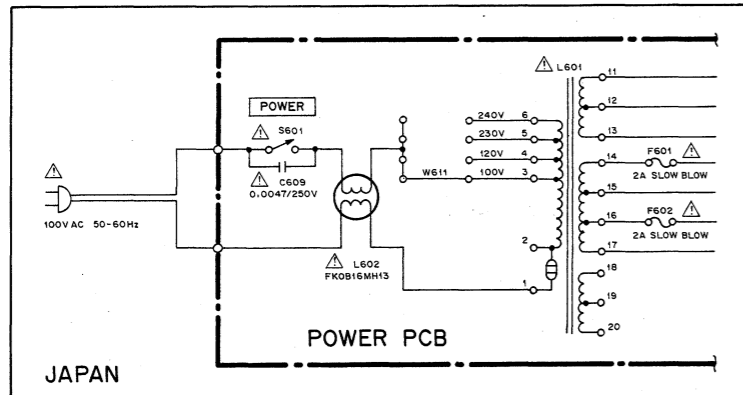 L601
11
POWER
12
S601
240V 6
13
230V 5
F601
14
120V 4
C609
2A SLOW BLOW
W611
100V 3
15
0.0047/250V
F602
16
100V AC 50-60Hz
2A SLOW BLOW
2
17
L602
18
FKOB16MH13
1
19
20
POWER PCB
JAPAN